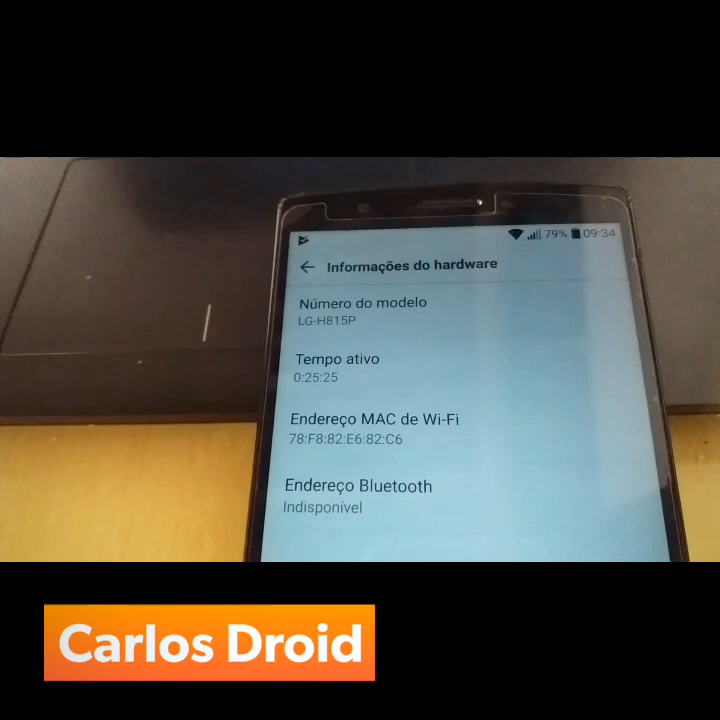 79% 09:34
Informações do hardware
Número do modelo
LG-H815P
Tempo ativo
0:25:25
Endereço MAC de Wi-Fi
78:F8:82:E6:82:C6
Endereço Bluetooth
Indisponível
Carlos Droid